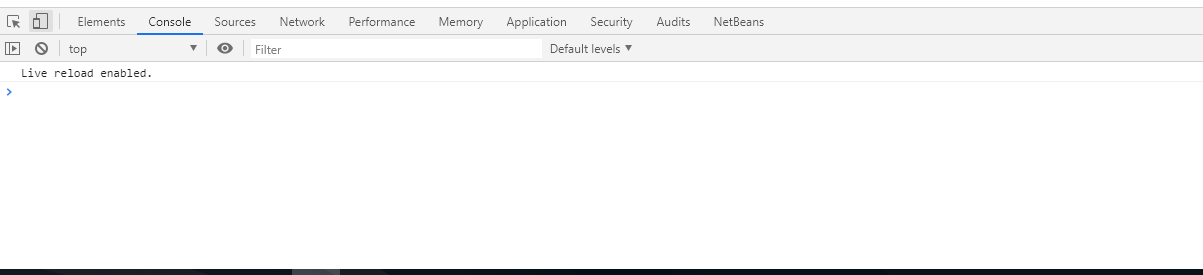 Elements Console Sources Network Performance Memory Application Security Audits NetBeans
top Filter Default levels
Live reload enabled.